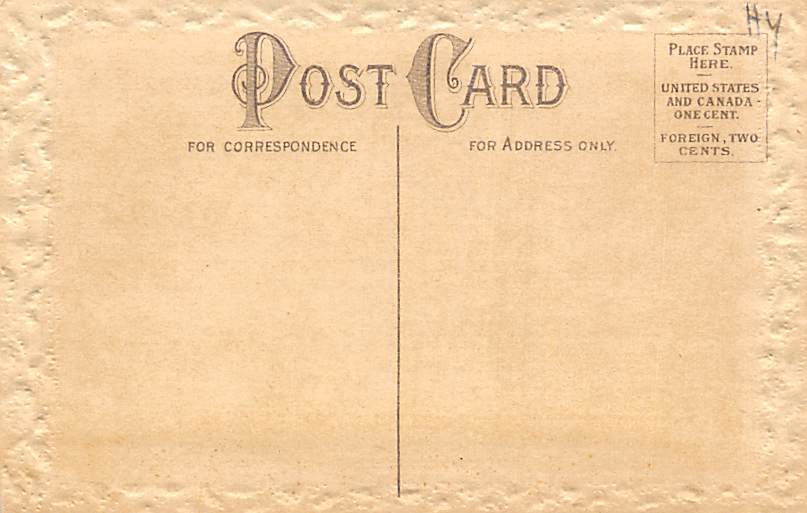 HY
POST CARD
PLACE STAMP
HERE.
UNITED STATES
AND CANADA -
ONE CENT.
FOREIGN, TWO
CENTS.
FOR CORRESPONDENCE
FOR ADDRESS ONLY.